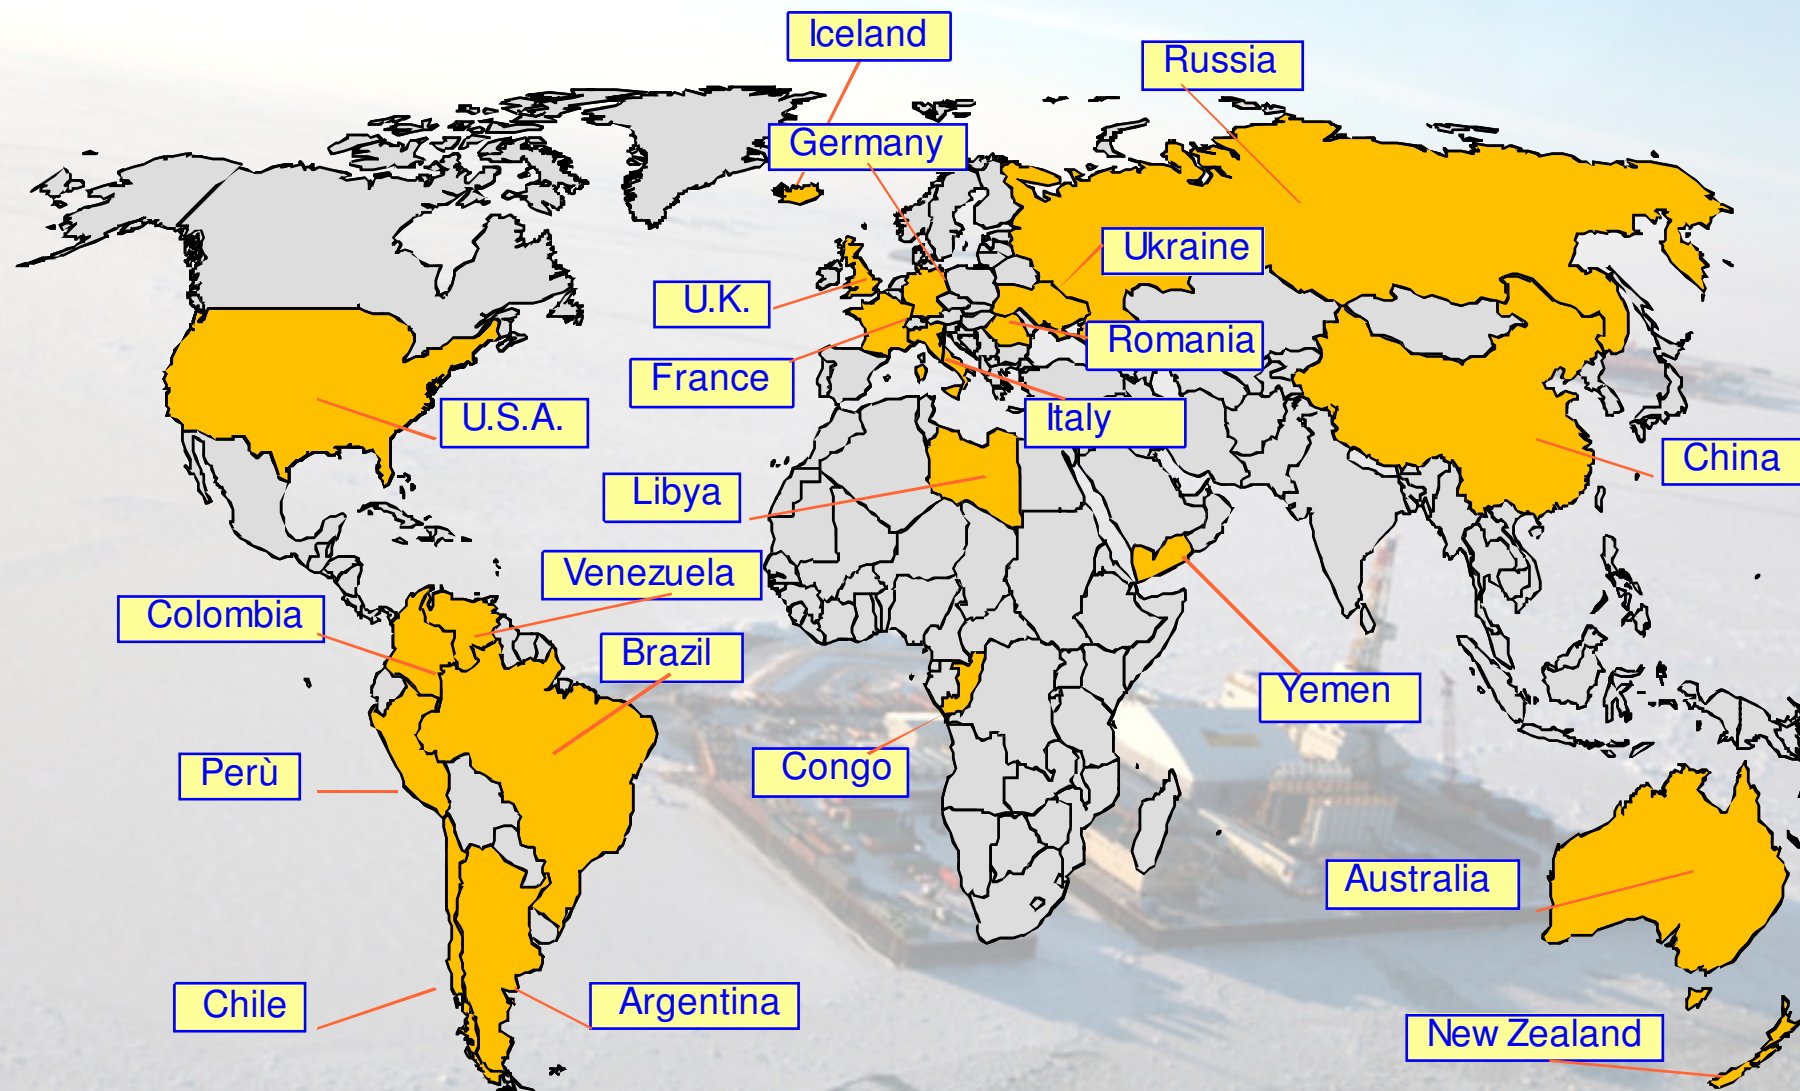 Iceland
Russia
Germany
Ukraine
U.K.
Romania
France
Italy
U.S.A.
China
Libya
Venezuela
Colombia
Brazil
Yemen
Perù
Congo
Australia
Chile
Argentina
New Zealand